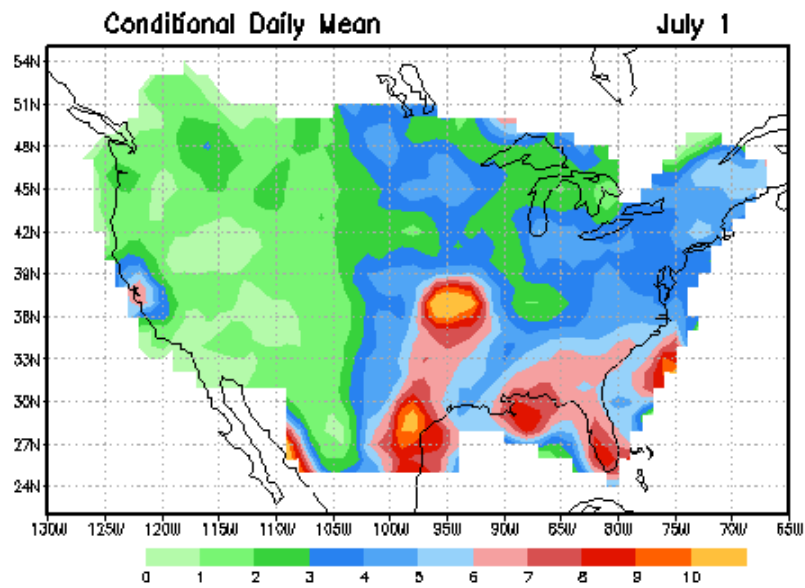 Conditional Daily Mean July 1
54N
51N
48N
45N
42N
39N
36N
33N
30N
27N
24N
130W 125W 120W 115W 110W 105W 100W 95W 90W 85W 80W 75W 70W 65W
0 1 2 3 4 5 6 7 8 9 10